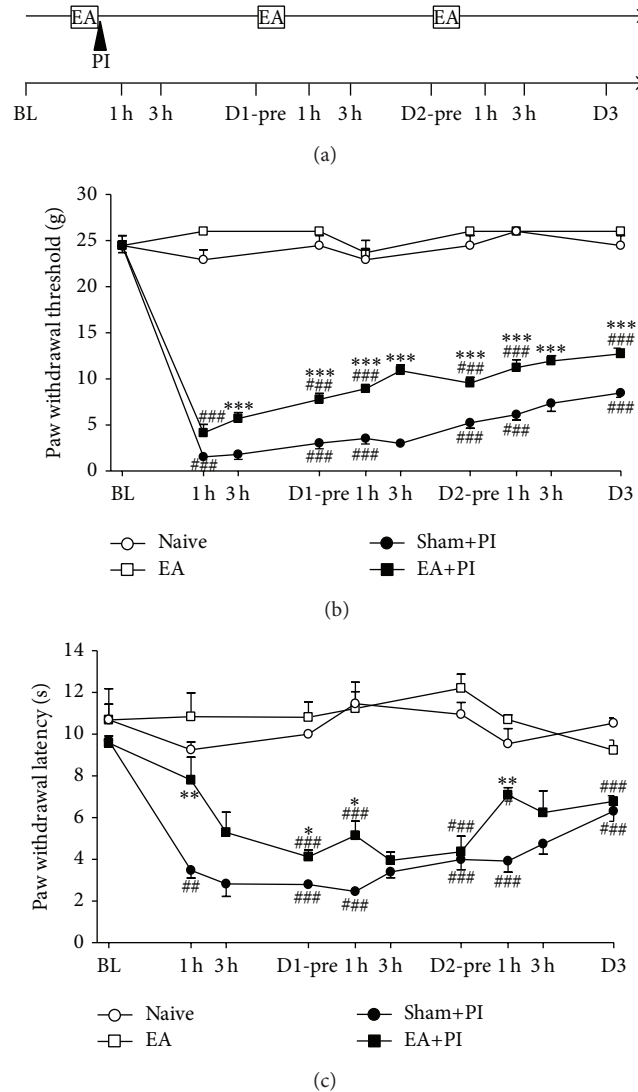 EA EA EA
PI
BL 1 h 3 h D1-pre 1 h 3 h D2-pre 1 h 3 h D3
(a)
Paw withdrawal threshold (g)
30
25
20
15
10
5
0
*** *** *** *** *** *** *** ***
### ### ### ### ### ###
### ### ### ### ### ###
BL 1 h 3 h D1-pre 1 h 3 h D2-pre 1 h 3 h D3
Naive Sham+PI
EA EA+PI
(b)
Paw withdrawal latency (s)
14
12
10
8
6
4
2
0
** * * **
### ### ### # ###
## ### ### ### ### ###
BL 1 h 3 h D1-pre 1 h 3 h D2-pre 1 h 3 h D3
Naive Sham+PI
EA EA+PI
(c)